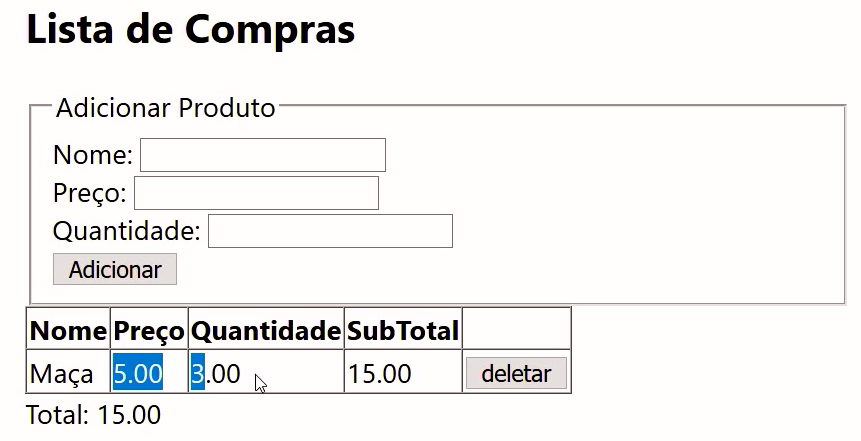 Lista de Compras
Adicionar Produto
Nome:
Preço:
Quantidade:
Adicionar
Nome Preço Quantidade SubTotal
Maça 5.00 3.00 15.00 deletar
Total: 15.00